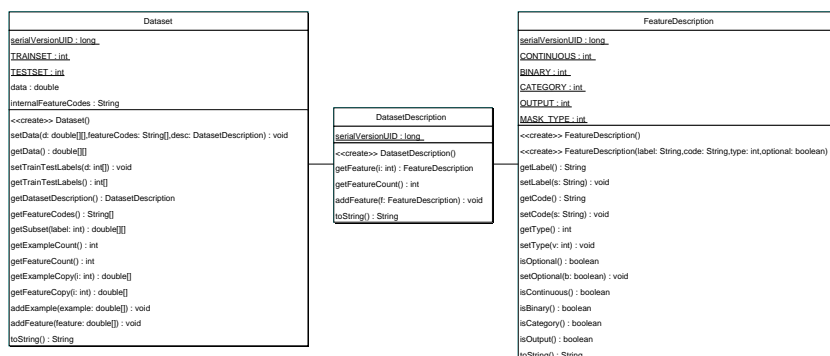 Dataset
serialVersionUID : long
TRAINSET : int
TESTSET : int
data : double
internalFeatureCodes : String
<<create>> Dataset()
setData(d: double[][],featureCodes: String[],desc: DatasetDescription) : void
getData() : double[][]
setTrainTestLabels(d: int[]) : void
getTrainTestLabels() : int[]
getDatasetDescription() : DatasetDescription
getFeatureCodes() : String[]
getSubset(label: int) : double[][]
getExampleCount() : int
getFeatureCount() : int
getExampleCopy(i: int) : double[]
getFeatureCopy(i: int) : double[]
addExample(example: double[]) : void
addFeature(feature: double[]) : void
toString() : String
DatasetDescription
serialVersionUID : long
<<create>> DatasetDescription()
getFeature(i: int) : FeatureDescription
getFeatureCount() : int
addFeature(f: FeatureDescription) : void
toString() : String
FeatureDescription
serialVersionUID : long
CONTINUOUS : int
BINARY : int
CATEGORY : int
OUTPUT : int
MASK_TYPE : int
<<create>> FeatureDescription()
<<create>> FeatureDescription(label: String,code: String,type: int,optional: boolean)
getLabel() : String
setLabel(s: String) : void
getCode() : String
setCode(s: String) : void
getType() : int
setType(v: int) : void
isOptional() : boolean
setOptional(b: boolean) : void
isContinuous() : boolean
isBinary() : boolean
isCategory() : boolean
isOutput() : boolean
toString() : String